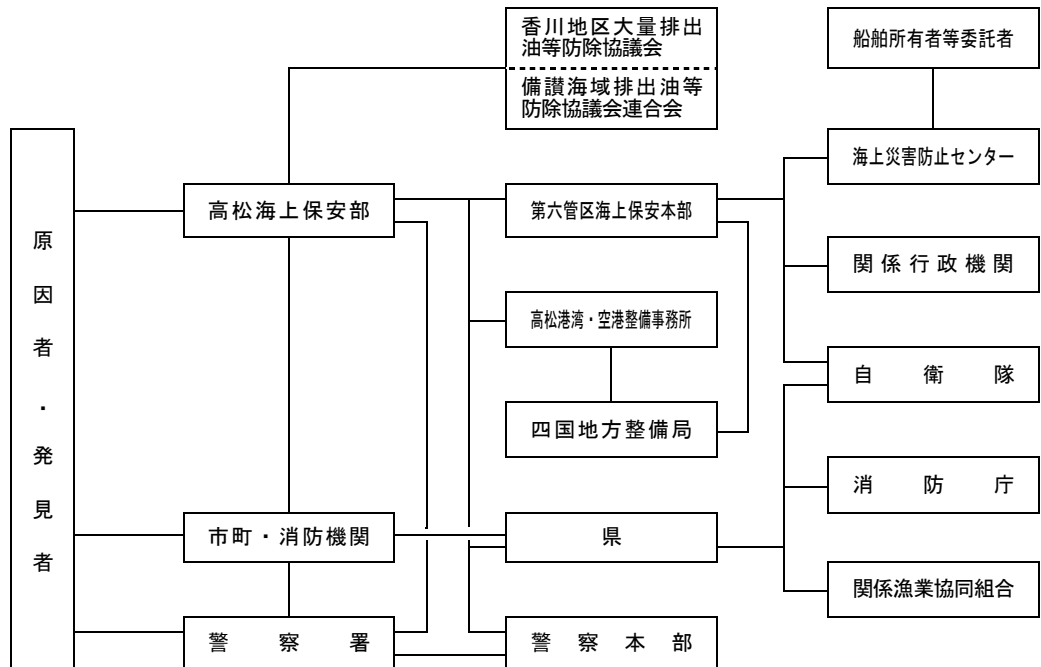 香川地区大量排出
油等防除協議会
備讃海域排出油等
防除協議会連合会
船舶所有者等委託者
海上災害防止センター
原因者・発見者
高松海上保安部
第六管区海上保安本部
関係行政機関
高松港湾・空港整備事務所
自衛隊
四国地方整備局
消防庁
市町・消防機関
県
関係漁業協同組合
警察署
警察本部